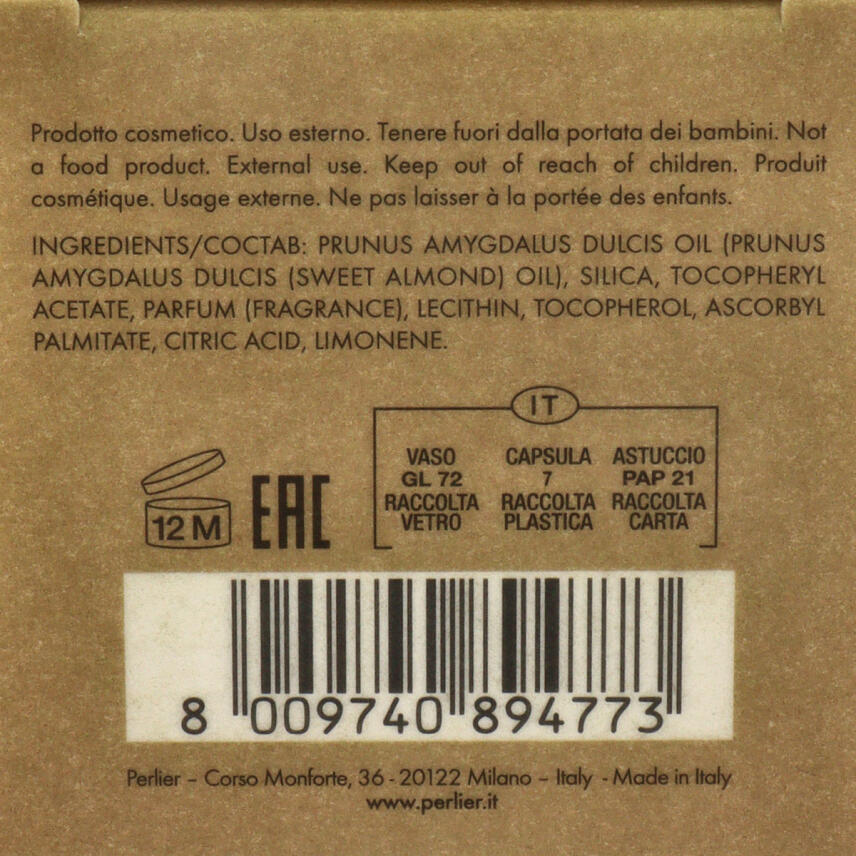 Prodotto cosmetico. Uso esterno. Tenere fuori dalla portata dei bambini. Not
a food product. External use. Keep out of reach of children. Produit
cosmétique. Usage externe. Ne pas laisser à la portée des enfants.
INGREDIENTS/COCTAB: PRUNUS AMYGDALUS DULCIS OIL (PRUNUS
AMYGDALUS DULCIS (SWEET ALMOND) OIL), SILICA, TOCOPHERYL
ACETATE, PARFUM (FRAGRANCE), LECITHIN, TOCOPHEROL, ASCORBYL
PALMITATE, CITRIC ACID, LIMONENE.
IT
VASO CAPSULA ASTUCCIO
GL 72 7 PAP 21
RACCOLTA RACCOLTA RACCOLTA
VETRO PLASTICA CARTA
12 M EAC
8 009740 894773
Perlier – Corso Monforte, 36 - 20122 Milano – Italy - Made in Italy
www.perlier.it